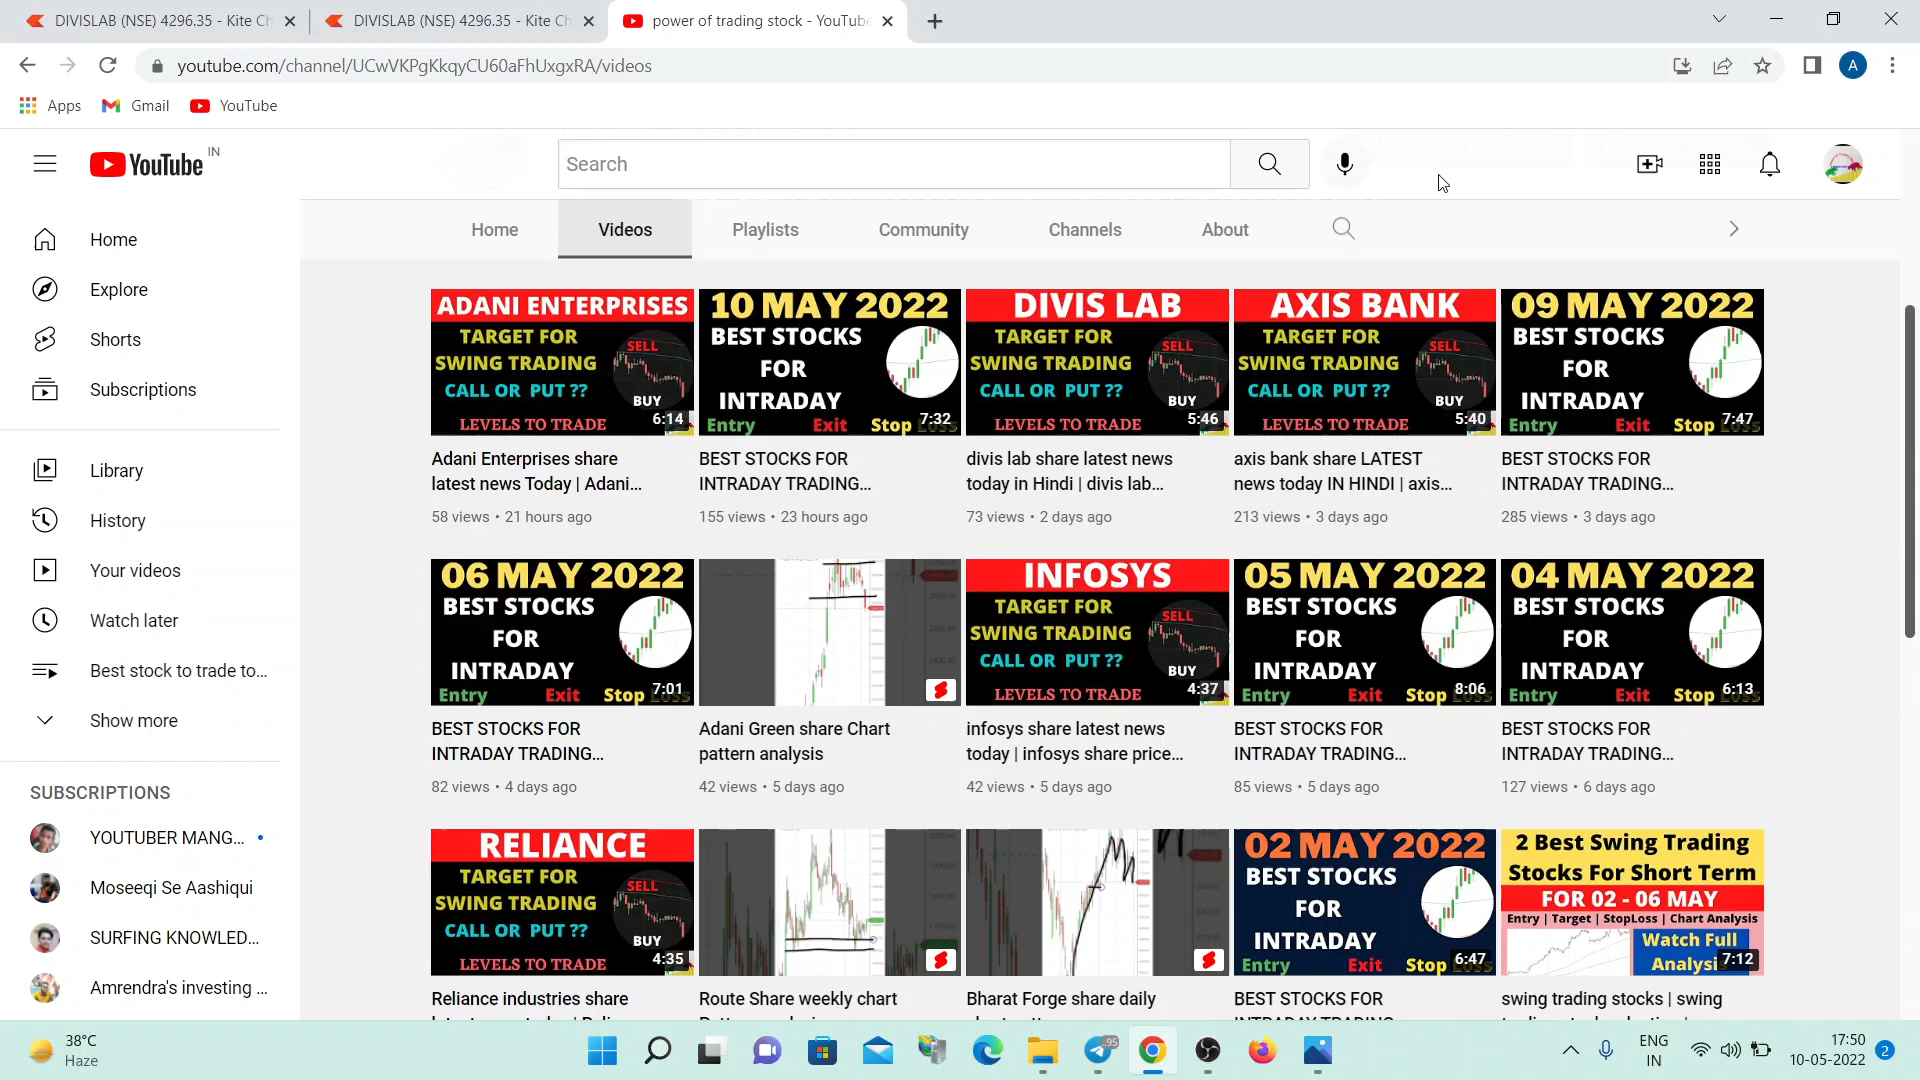 DIVISLAB (NSE) 4296.35 - Kite Ch
DIVISLAB (NSE) 4296.35 - Kite Ch
power of trading stock - YouTube
youtube.com/channel/UCwVKPgKkqyCU60aFhUxgxRA/videos
A
Apps
Gmail
YouTube
YouTube IN
Search
Home
Explore
Shorts
Subscriptions
Library
History
Your videos
Watch later
Best stock to trade to...
Show more
SUBSCRIPTIONS
YOUTUBER MANG...
Moseeqi Se Aashiqui
SURFING KNOWLED...
Amrendra's investing ...
Home
Videos
Playlists
Community
Channels
About
ADANI ENTERPRISES
TARGET FOR
SWING TRADING
CALL OR PUT ??
LEVELS TO TRADE
SELL
BUY
6:14
Adani Enterprises share
latest news Today | Adani...
58 views • 21 hours ago
10 MAY 2022
BEST STOCKS
FOR
INTRADAY
Entry Exit Stop Loss
7:32
BEST STOCKS FOR
INTRADAY TRADING...
155 views • 23 hours ago
DIVIS LAB
TARGET FOR
SWING TRADING
CALL OR PUT ??
LEVELS TO TRADE
SELL
BUY
5:46
divis lab share latest news
today in Hindi | divis lab...
73 views • 2 days ago
AXIS BANK
TARGET FOR
SWING TRADING
CALL OR PUT ??
LEVELS TO TRADE
SELL
BUY
5:40
axis bank share LATEST
news today IN HINDI | axis...
213 views • 3 days ago
09 MAY 2022
BEST STOCKS
FOR
INTRADAY
Entry Exit Stop Loss
7:47
BEST STOCKS FOR
INTRADAY TRADING...
285 views • 3 days ago
06 MAY 2022
BEST STOCKS
FOR
INTRADAY
Entry Exit Stop Loss
7:01
BEST STOCKS FOR
INTRADAY TRADING...
82 views • 4 days ago
Adani Green share Chart
pattern analysis
42 views • 5 days ago
INFOSYS
TARGET FOR
SWING TRADING
CALL OR PUT ??
LEVELS TO TRADE
SELL
BUY
4:37
infosys share latest news
today | infosys share price...
42 views • 5 days ago
05 MAY 2022
BEST STOCKS
FOR
INTRADAY
Entry Exit Stop Loss
8:06
BEST STOCKS FOR
INTRADAY TRADING...
85 views • 5 days ago
04 MAY 2022
BEST STOCKS
FOR
INTRADAY
Entry Exit Stop Loss
6:13
BEST STOCKS FOR
INTRADAY TRADING...
127 views • 6 days ago
RELIANCE
TARGET FOR
SWING TRADING
CALL OR PUT ??
LEVELS TO TRADE
SELL
BUY
4:35
Reliance industries share
Route Share weekly chart
Bharat Forge share daily
02 MAY 2022
BEST STOCKS
FOR
INTRADAY
Entry Exit Stop
6:47
BEST STOCKS FOR
INTRADAY TRADING
2 Best Swing Trading
Stocks For Short Term
FOR 02 - 06 MAY
Entry | Target | StopLoss | Chart Analysis
Watch Full
Analysis
7:12
swing trading stocks | swing
38°C
Haze
95
ENG
IN
17:50
10-05-2022
2